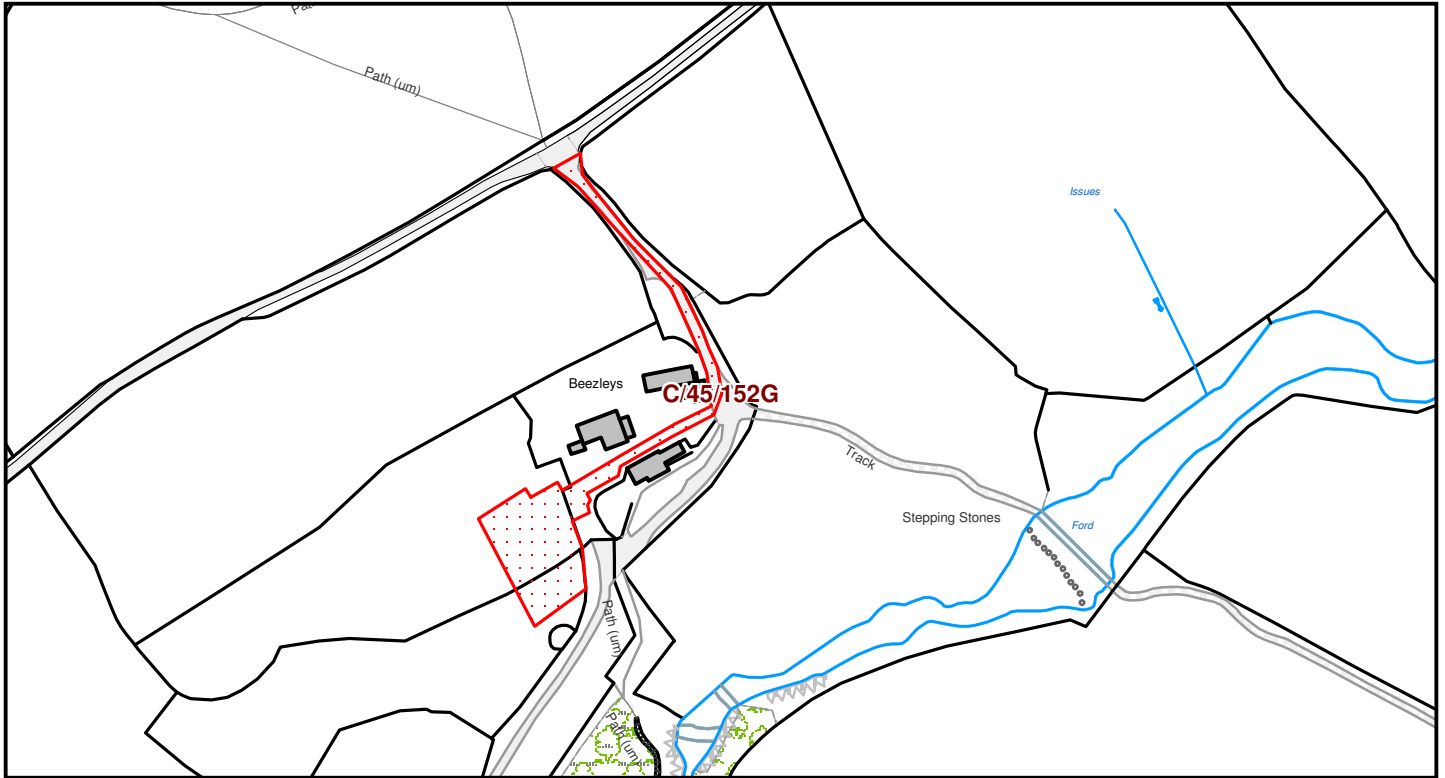 Path (um)
Issues
Beezleys
C/45/152G
Track
Stepping Stones
Ford
Path (um)
Path (um)